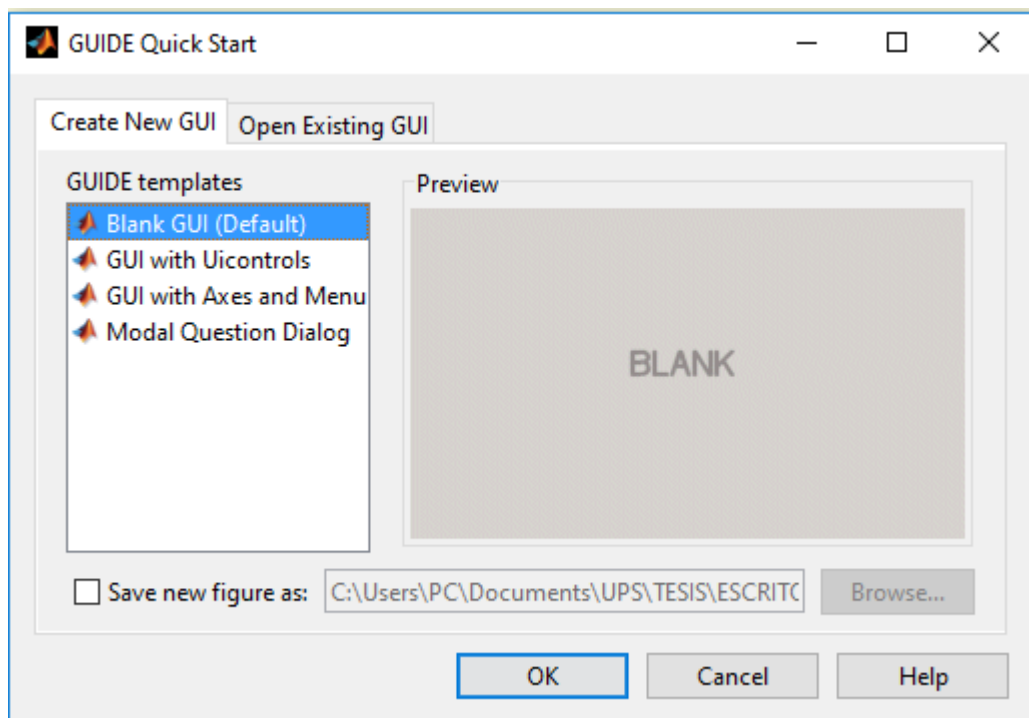 GUIDE Quick Start
Create New GUI
Open Existing GUI
GUIDE templates
Blank GUI (Default)
GUI with Uicontrols
GUI with Axes and Menu
Modal Question Dialog
Preview
BLANK
Save new figure as:
C:\Users\PC\Documents\UPS\TESIS\ESCRITO
Browse...
OK
Cancel
Help